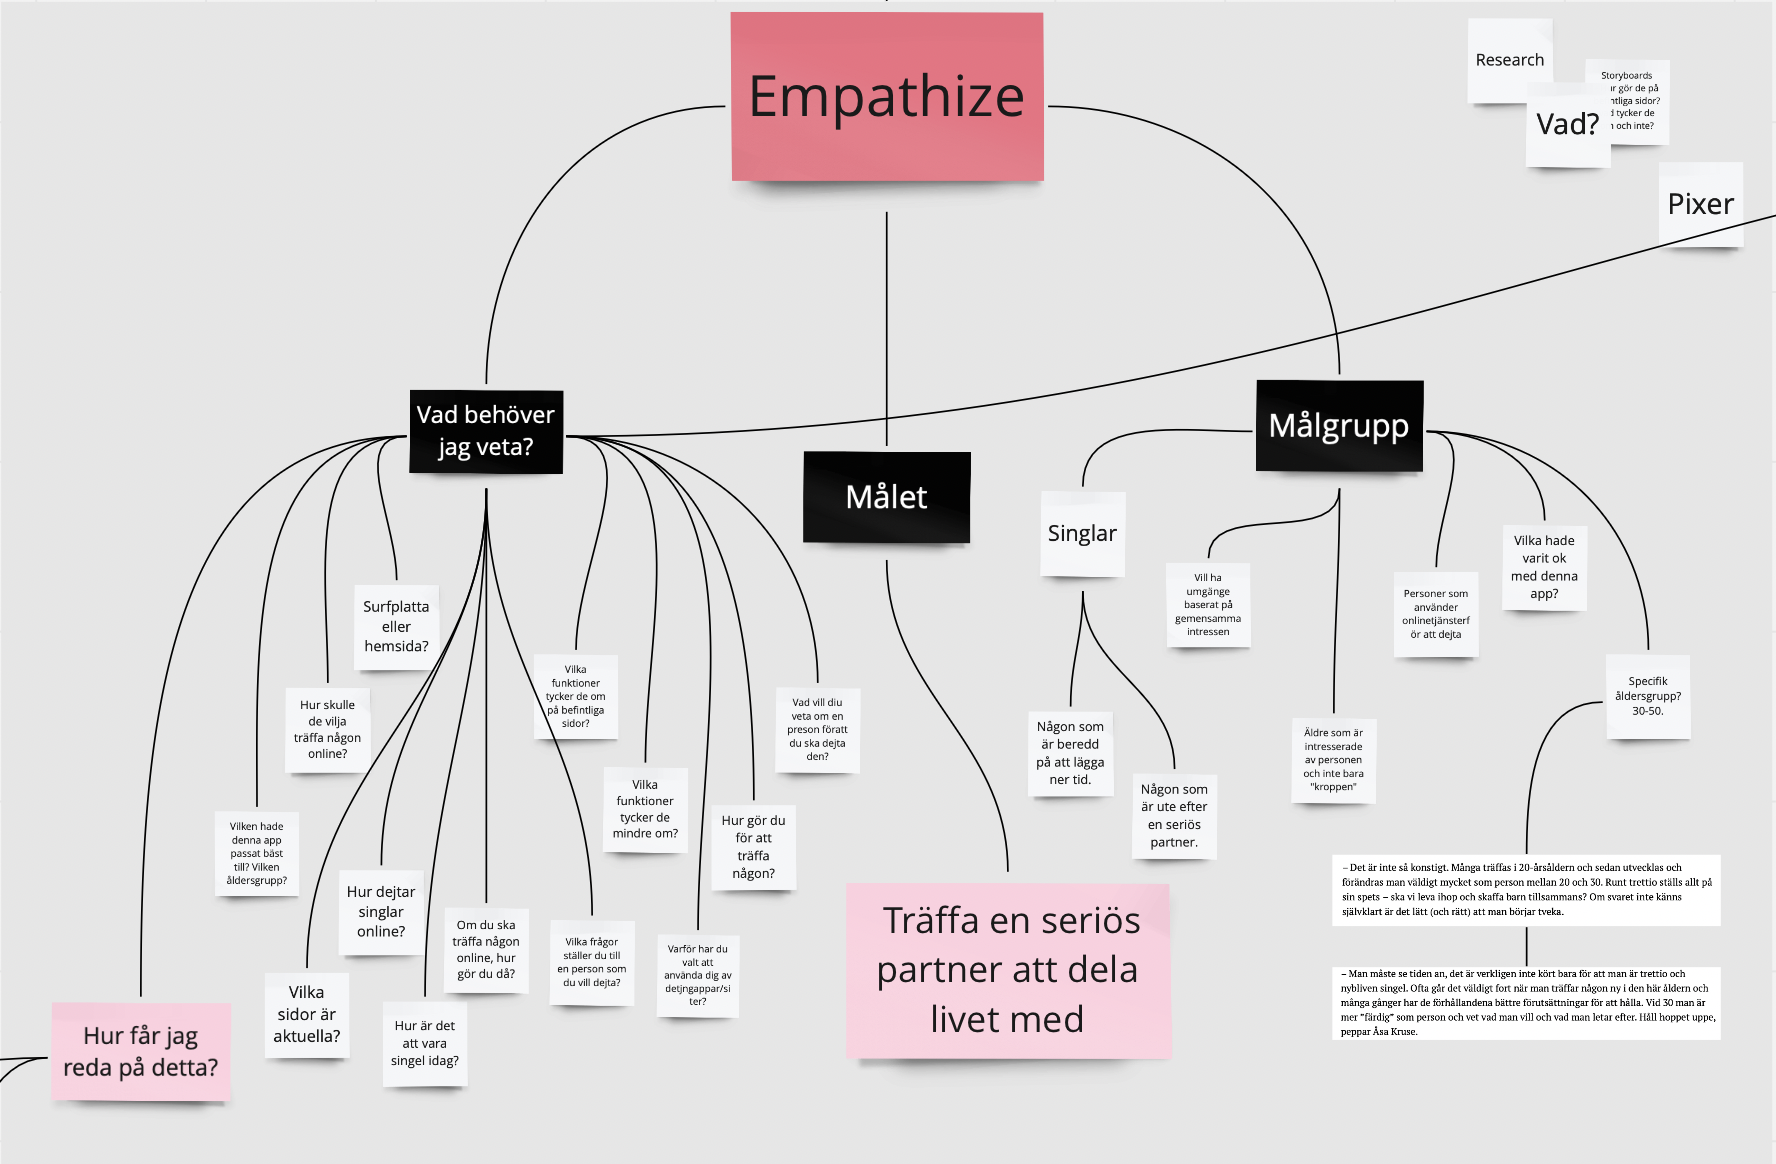 Empathize
Research
Storyboards
gör de på
sidor?
tycker de
och inte?
Vad?
Pixer
Vad behöver
jag veta?
Målet
Målgrupp
Surfplatta
eller
hemsida?
Hur skulle
de vilja
träffa någon
online?
Vilken hade
denna app
passat bäst
till? Vilken
åldersgrupp?
Hur får jag
reda på detta?
Vilka
sidor är
aktuella?
Hur dejtar
singlar
online?
Hur är det
att vara
singel idag?
Om du ska
träffa någon
online, hur
gör du då?
Vilka frågor
ställer du till
en person som
du vill dejta?
Vilka
funktioner
tycker de om
på befintliga
sidor?
Vilka
funktioner
tycker de
mindre om?
Varför har du
valt att
använda dig av
detjngappar/si
ter?
Hur gör du
för att
träffa
någon?
Vad vill diu
veta om en
preson föratt
du ska dejta
den?
Träffa en seriös
partner att dela
livet med
Singlar
Någon som
är beredd
på att lägga
ner tid.
Någon som
är ute efter
en seriös
partner.
Vill ha
umgänge
baserat på
gemensamma
intressen
Äldre som är
intresserade
av personen
och inte bara
"kroppen"
Personer som
använder
onlinetjänsterf
ör att dejta
Vilka hade
varit ok
med denna
app?
Specifik
åldersgrupp?
30-50.
– Det är inte så konstigt. Många träffas i 20-årsåldern och sedan utvecklas och
förändras man väldigt mycket som person mellan 20 och 30. Runt trettio ställs allt på
sin spets – ska vi leva ihop och skaffa barn tillsammans? Om svaret inte känns
självklart är det lätt (och rätt) att man börjar tveka.
– Man måste se tiden an, det är verkligen inte kört bara för att man är trettio och
nybliven singel. Ofta går det väldigt fort när man träffar någon ny i den här åldern och
många gånger har de förhållandena bättre förutsättningar för att hålla. Vid 30 man är
mer ”färdig” som person och vet vad man vill och vad man letar efter. Håll hoppet uppe,
peppar Åsa Kruse.